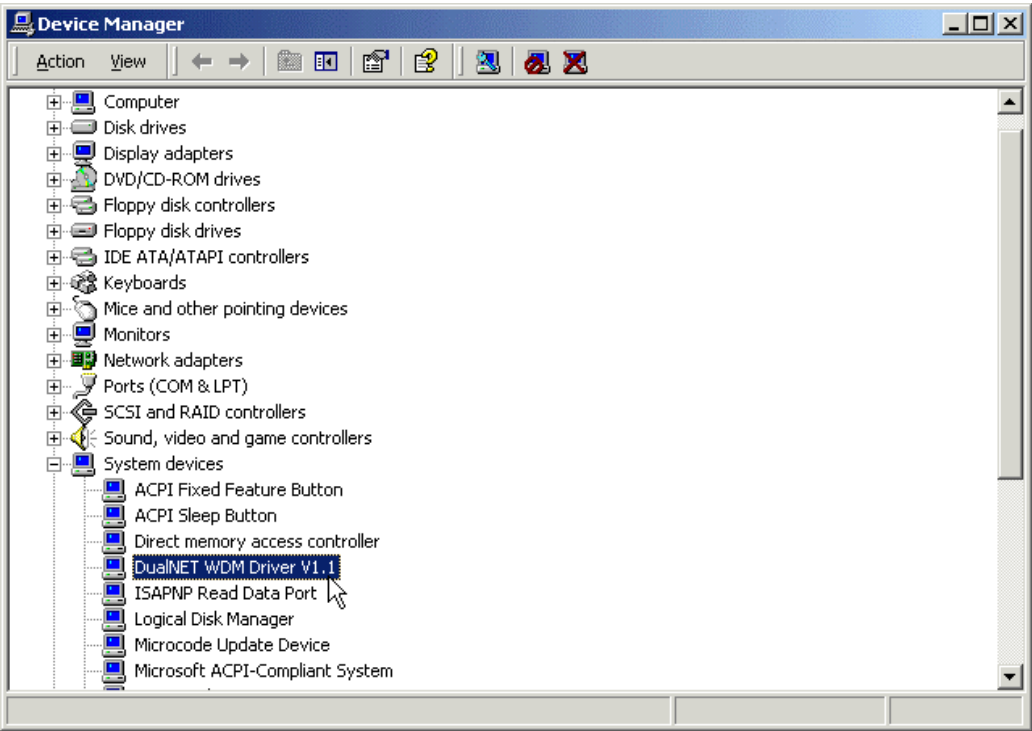 Device Manager
Action View
Computer
Disk drives
Display adapters
DVD/CD-ROM drives
Floppy disk controllers
Floppy disk drives
IDE ATA/ATAPI controllers
Keyboards
Mice and other pointing devices
Monitors
Network adapters
Ports (COM & LPT)
SCSI and RAID controllers
Sound, video and game controllers
System devices
ACPI Fixed Feature Button
ACPI Sleep Button
Direct memory access controller
DualNET WDM Driver V1.1
ISAPNP Read Data Port
Logical Disk Manager
Microcode Update Device
Microsoft ACPI-Compliant System